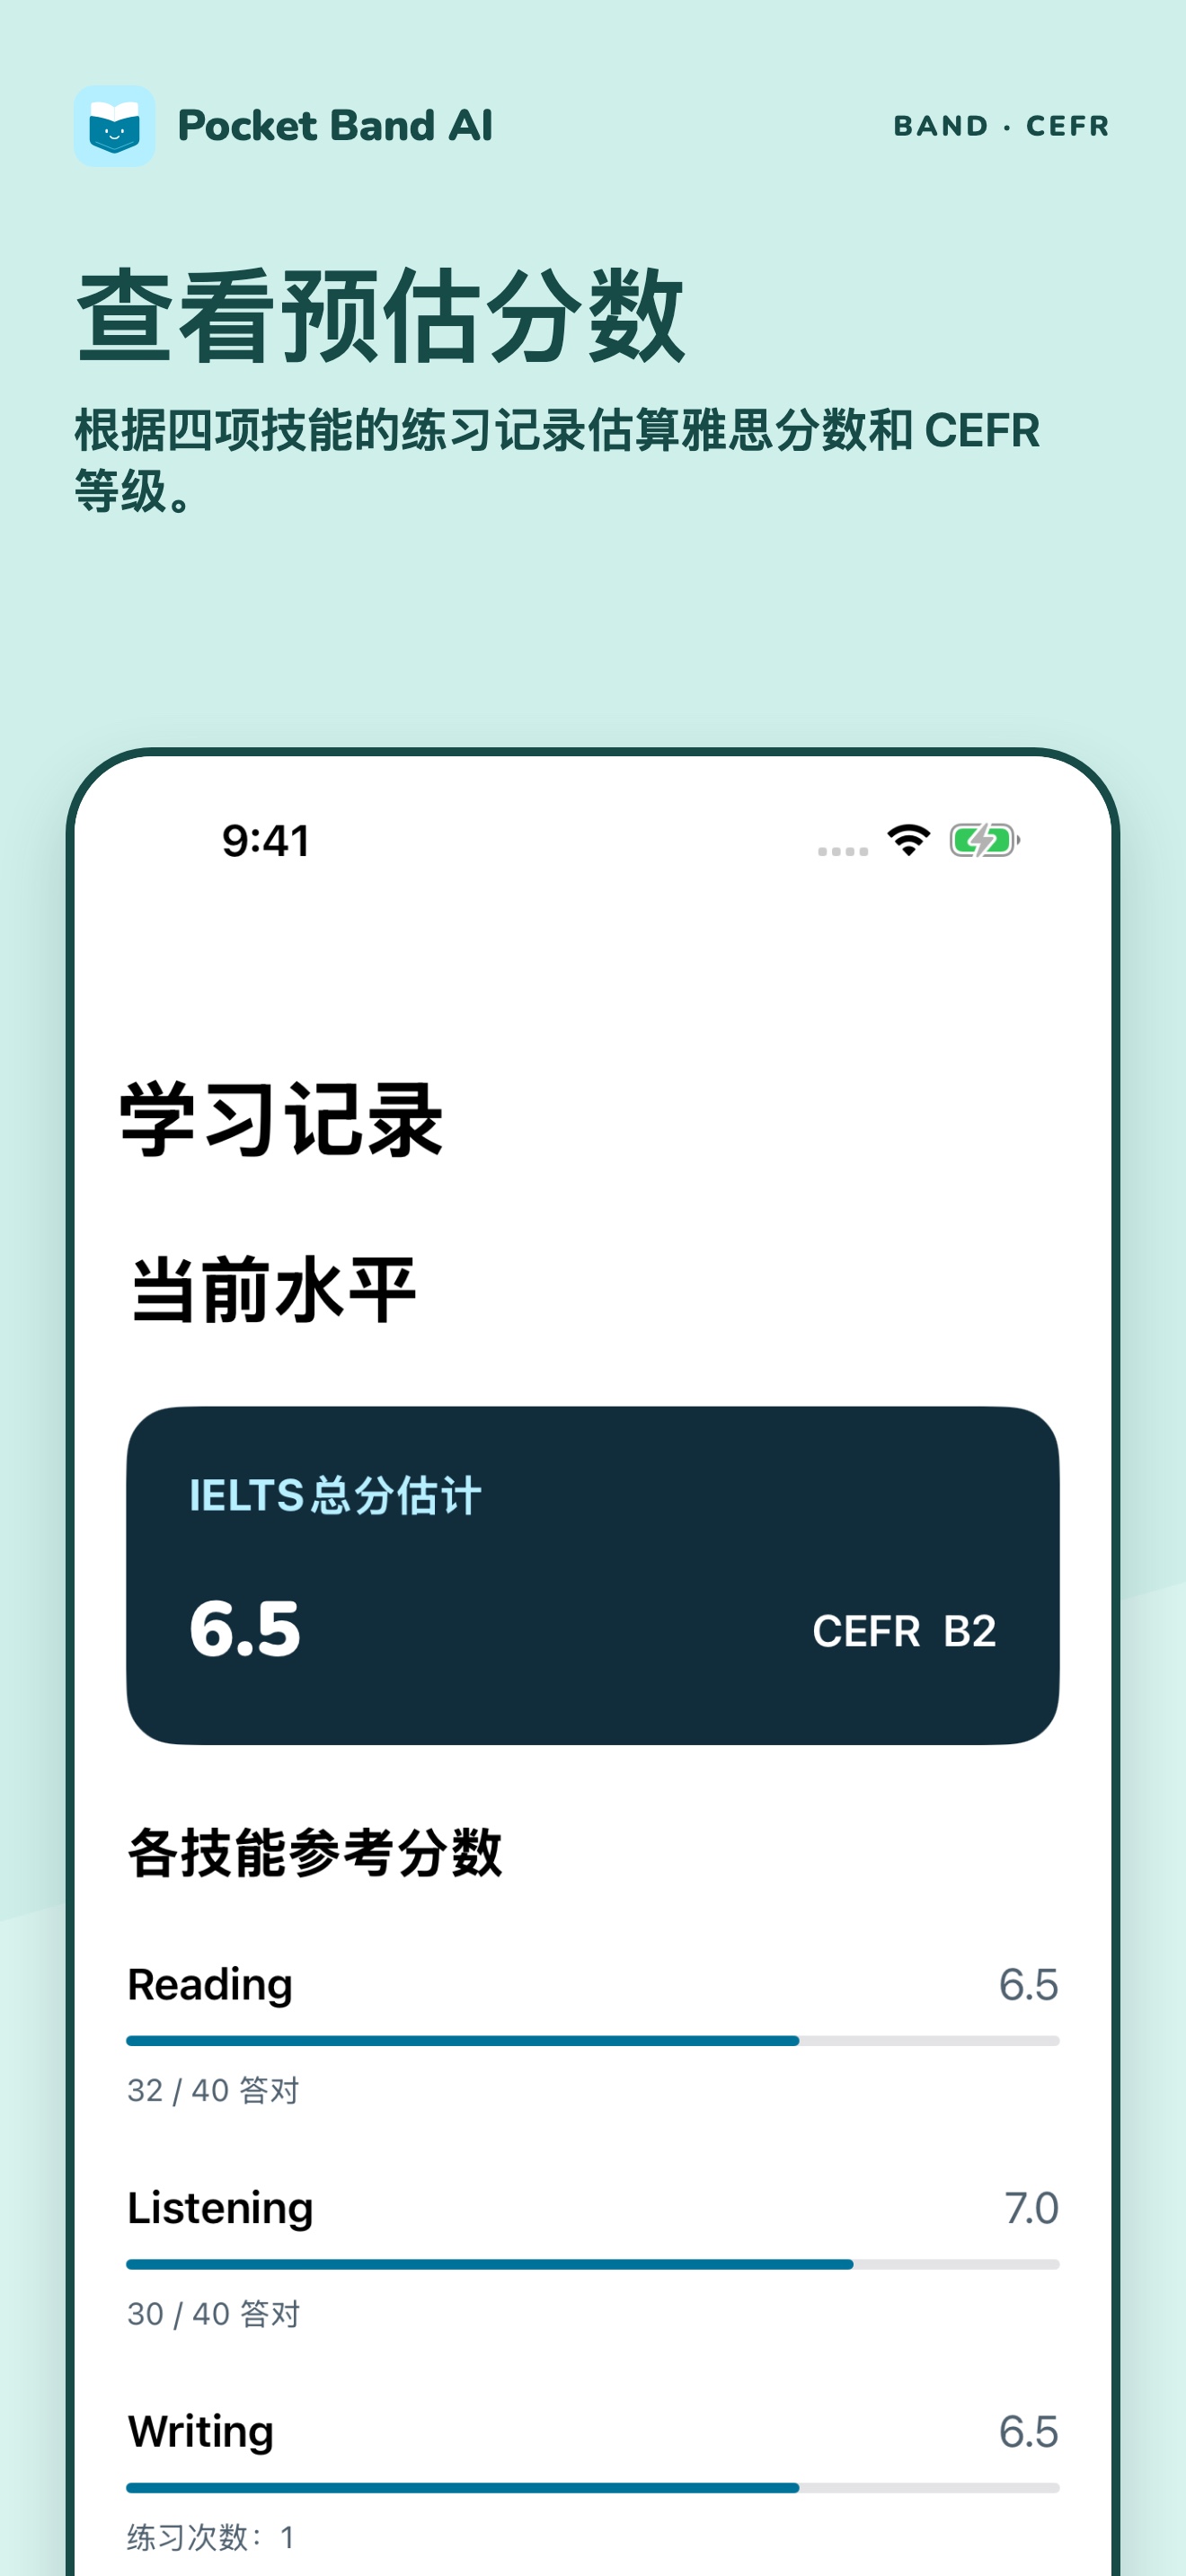 Pocket Band AI
BAND · CEFR
查看预估分数
根据四项技能的练习记录估算雅思分数和 CEFR
等级。
9:41
学习记录
当前水平
IELTS总分估计
6.5
CEFR B2
各技能参考分数
Reading 6.5
32 / 40 答对
Listening 7.0
30 / 40 答对
Writing 6.5
练习次数：1